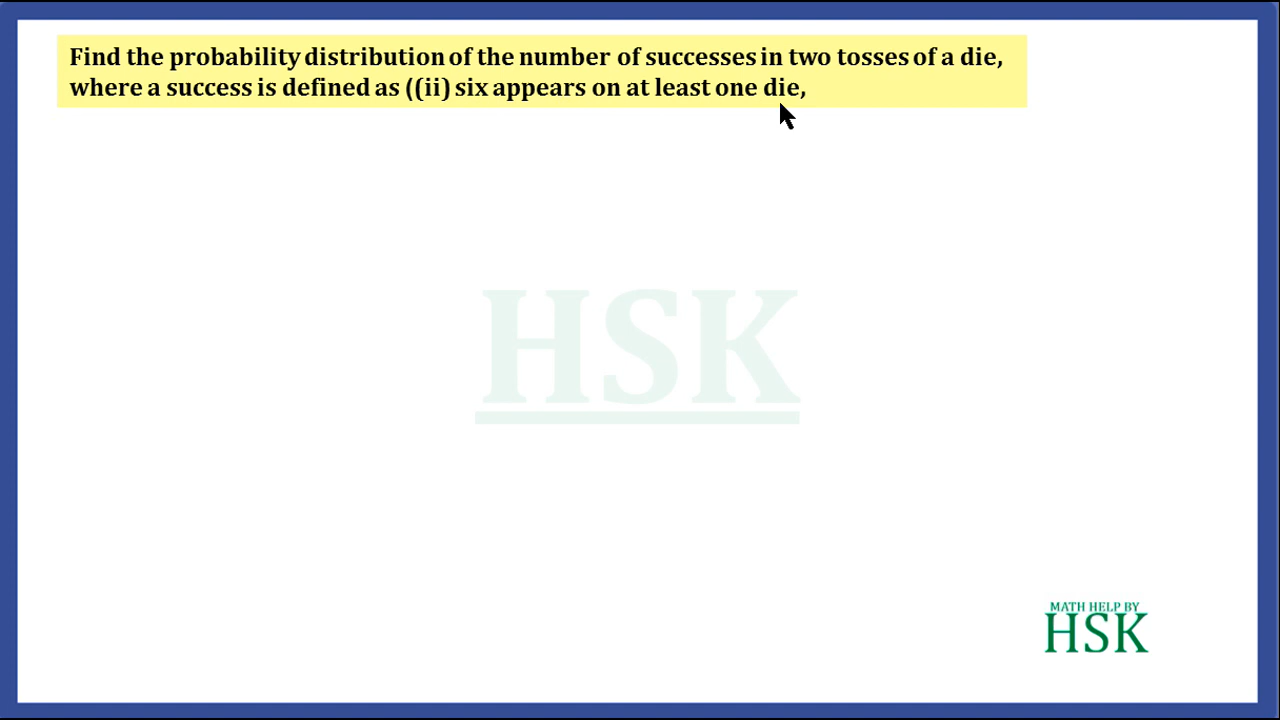 Find the probability distribution of the number of successes in two tosses of a die,
where a success is defined as ((ii) six appears on at least one die,
HSK
MATH HELP BY
HSK